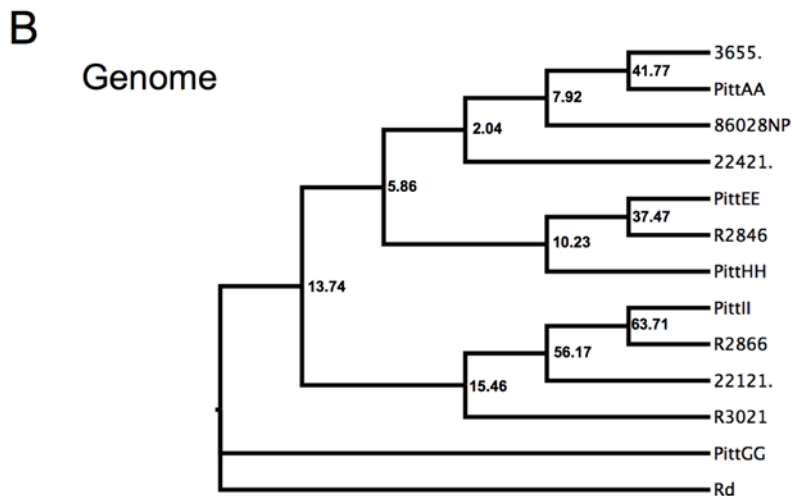 B
Genome
3655.
41.77
PittAA
7.92
86028NP
2.04
22421.
5.86
PittEE
37.47
R2846
10.23
PittHH
13.74
PittII
63.71
R2866
56.17
22121.
15.46
R3021
PittGG
Rd